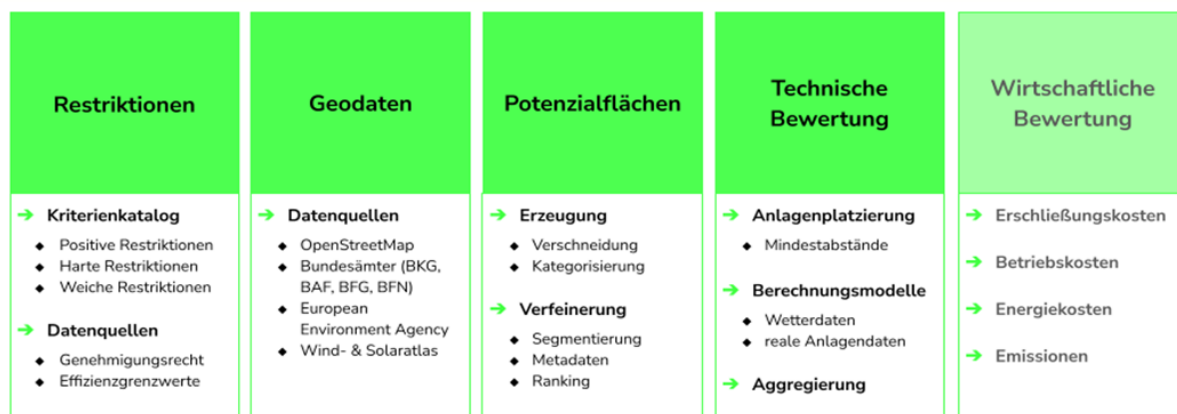 Restriktionen
Kriterienkatalog
Positive Restriktionen
Harte Restriktionen
Weiche Restriktionen
Datenquellen
Genehmigungsrecht
Effizienzgrenzwerte
Geodaten
Datenquellen
OpenStreetMap
Bundesämter (BKG,
BAF, BFG, BFN)
European
Environment Agency
Wind- & Solaratlas
Potenzialflächen
Erzeugung
Verschneidung
Kategorisierung
Verfeinerung
Segmentierung
Metadaten
Ranking
Technische
Bewertung
Anlagenplatzierung
Mindestabstände
Berechnungsmodelle
Wetterdaten
reale Anlagendaten
Aggregierung
Wirtschaftliche
Bewertung
Erschließungskosten
Betriebskosten
Energiekosten
Emissionen